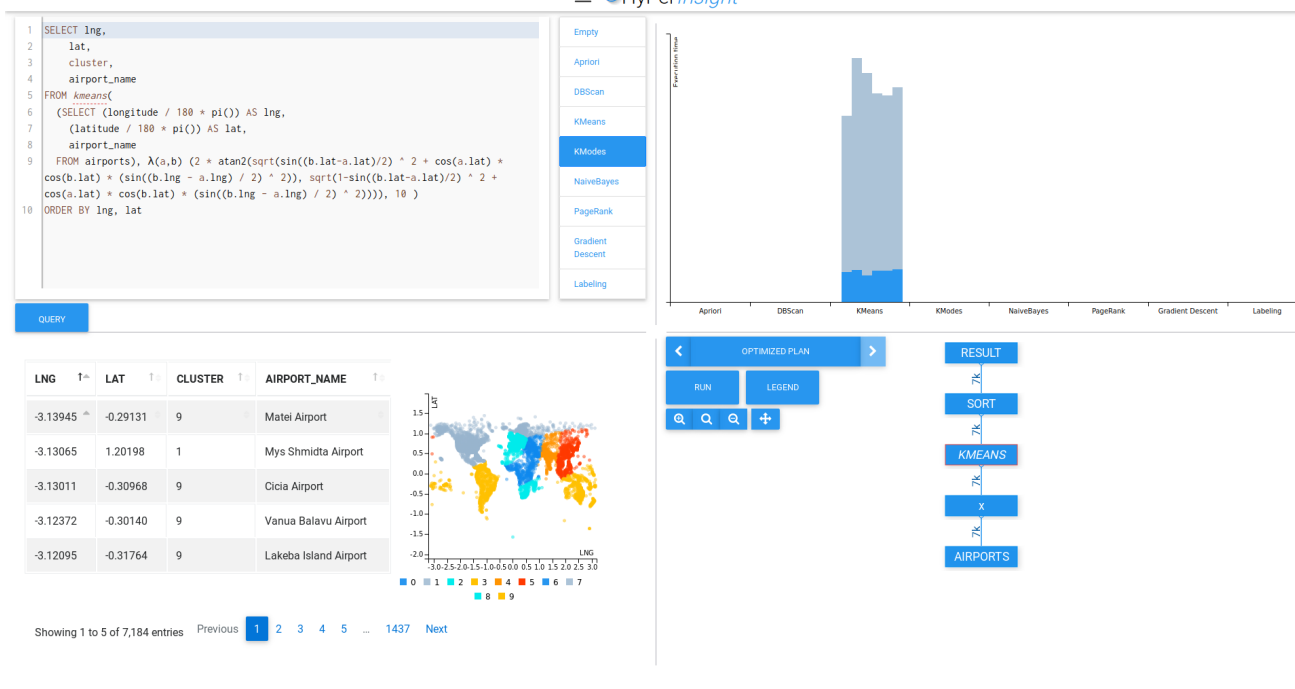 HyPerInsight
1 SELECT lng,
2 lat,
3 cluster,
4 airport_name
5 FROM kmeans(
6 (SELECT (longitude / 180 * pi()) AS lng,
7 (latitude / 180 * pi()) AS lat,
8 airport_name
9 FROM airports), λ(a,b) (2 * atan2(sqrt(sin((b.lat-a.lat)/2) ^ 2 + cos(a.lat) *
cos(b.lat) * (sin((b.lng - a.lng) / 2) ^ 2)), sqrt(1-sin((b.lat-a.lat)/2) ^ 2 +
cos(a.lat) * cos(b.lat) * (sin((b.lng - a.lng) / 2) ^ 2)))), 10 )
10 ORDER BY lng, lat
QUERY
Empty
Apriori
DBScan
KMeans
KModes
NaiveBayes
PageRank
Gradient
Descent
Labeling
Execution time
Apriori DBScan KMeans KModes NaiveBayes PageRank Gradient Descent Labeling
LNG LAT CLUSTER AIRPORT_NAME
-3.13945 -0.29131 9 Matei Airport
-3.13065 1.20198 1 Mys Shmidta Airport
-3.13011 -0.30968 9 Cicia Airport
-3.12372 -0.30140 9 Vanua Balavu Airport
-3.12095 -0.31764 9 Lakeba Island Airport
Showing 1 to 5 of 7,184 entries Previous 1 2 3 4 5 … 1437 Next
LAT
1.5
1.0
0.5
0.0
-0.5
-1.0
-1.5
-2.0
LNG
-3.0 -2.5 -2.0 -1.5 -1.0 -0.5 0.0 0.5 1.0 1.5 2.0 2.5 3.0
0 1 2 3 4 5 6 7
8 9
OPTIMIZED PLAN
RUN LEGEND
RESULT
7k
SORT
7k
KMEANS
7k
x
7k
AIRPORTS